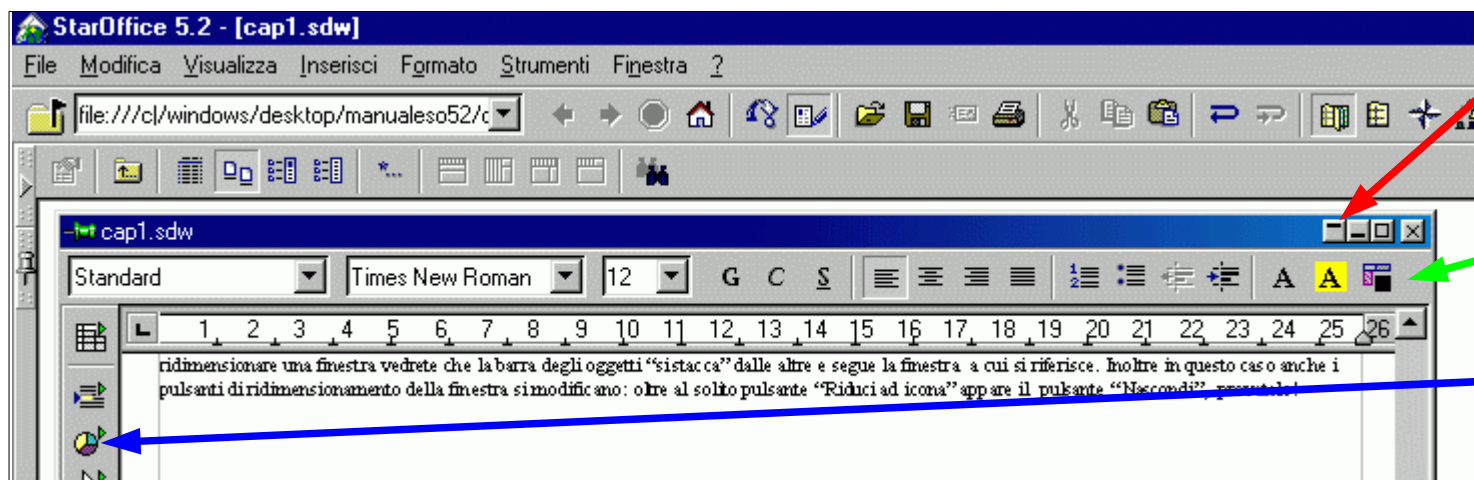 StarOffice 5.2 - [cap1.sdw]
File Modifica Visualizza Inserisci Formato Strumenti Finestra ?
file:///c|/windows/desktop/manualeso52/c
*...
cap1.sdw
Standard Times New Roman 12 G C S A A
1 2 3 4 5 6 7 8 9 10 11 12 13 14 15 16 17 18 19 20 21 22 23 24 25 26
ridimensionare una finestra vedrete che la barra degli oggetti “si stacca” dalle altre e segue la finestra a cui si riferisce. Inoltre in questo caso anche i
pulsanti di ridimensionamento della finestra si modificano: oltre al solito pulsante “Riduci ad icona” appare il pulsante “Nascondi”, provatelo!